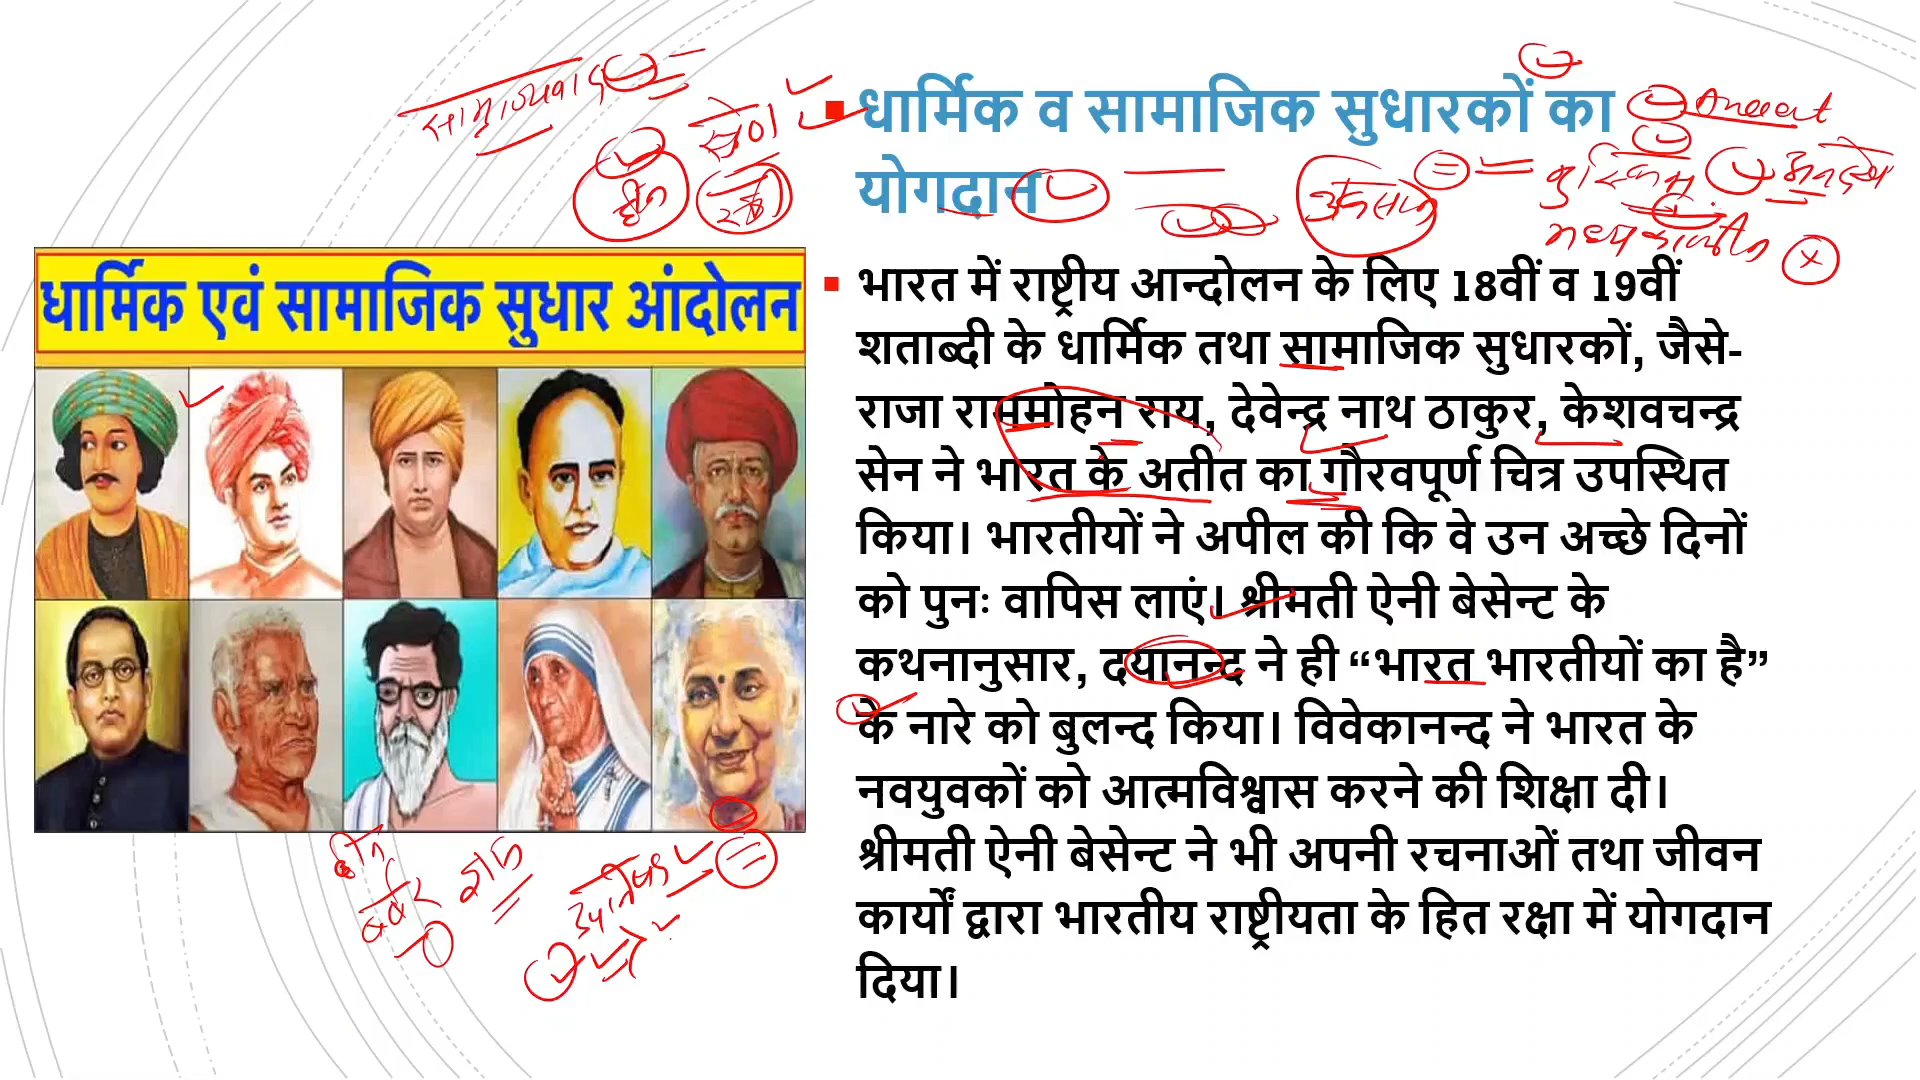 धार्मिक व सामाजिक सुधारकों का
योगदान
धार्मिक एवं सामाजिक सुधार आंदोलन
भारत में राष्ट्रीय आन्दोलन के लिए 18वीं व 19वीं
शताब्दी के धार्मिक तथा सामाजिक सुधारकों, जैसे-
राजा राममोहन राय, देवेन्द्र नाथ ठाकुर, केशवचन्द्र
सेन ने भारत के अतीत का गौरवपूर्ण चित्र उपस्थित
किया। भारतीयों ने अपील की कि वे उन अच्छे दिनों
को पुनः वापिस लाएं। श्रीमती ऐनी बेसेन्ट के
कथनानुसार, दयानन्द ने ही “भारत भारतीयों का है”
के नारे को बुलन्द किया। विवेकानन्द ने भारत के
नवयुवकों को आत्मविश्वास करने की शिक्षा दी।
श्रीमती ऐनी बेसेन्ट ने भी अपनी रचनाओं तथा जीवन
कार्यों द्वारा भारतीय राष्ट्रीयता के हित रक्षा में योगदान
दिया।